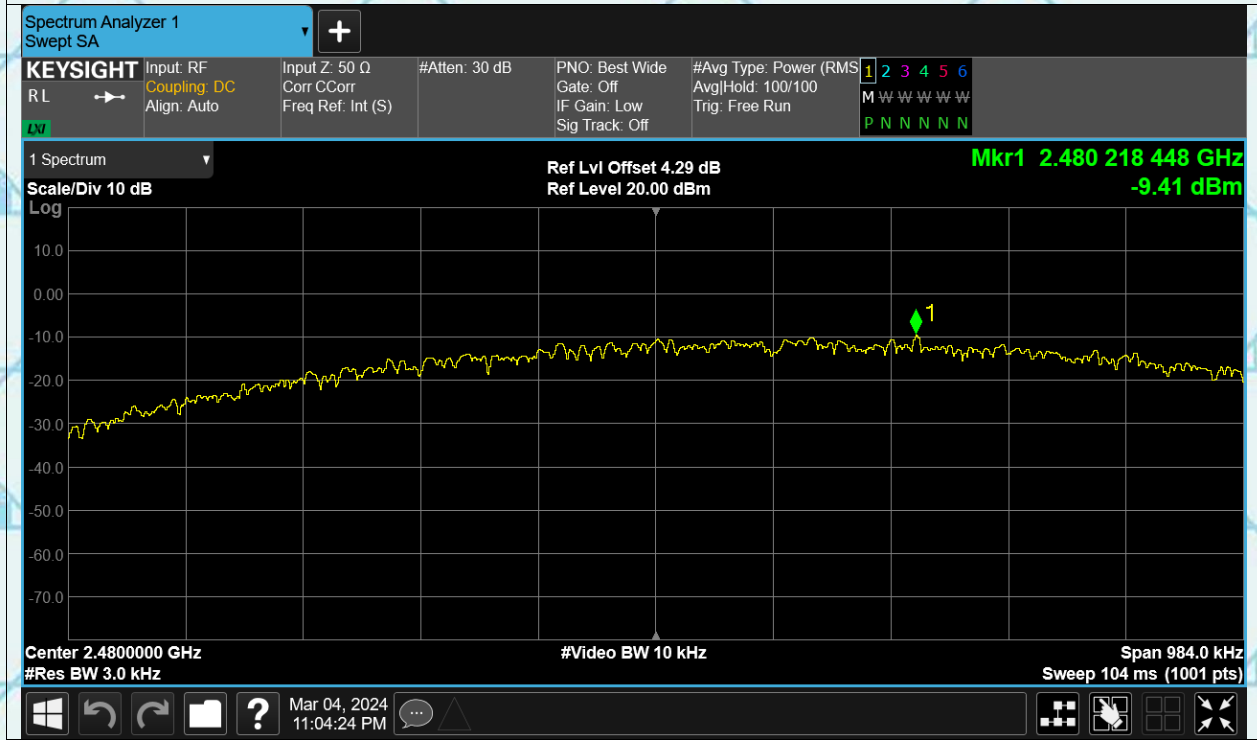 Spectrum Analyzer 1
Swept SA
KEYSIGHT
R L
LXI
Input: RF
Coupling: DC
Align: Auto
Input Z: 50 Ω
Corr CCorr
Freq Ref: Int (S)
#Atten: 30 dB
PNO: Best Wide
Gate: Off
IF Gain: Low
Sig Track: Off
#Avg Type: Power (RMS
Avg|Hold: 100/100
Trig: Free Run
1 2 3 4 5 6
M W W W W W
P N N N N N
1 Spectrum
Scale/Div 10 dB
Log
Ref Lvl Offset 4.29 dB
Ref Level 20.00 dBm
Mkr1 2.480 218 448 GHz
-9.41 dBm
10.0
0.00
-10.0
-20.0
-30.0
-40.0
-50.0
-60.0
-70.0
1
Center 2.4800000 GHz
#Res BW 3.0 kHz
#Video BW 10 kHz
Span 984.0 kHz
Sweep 104 ms (1001 pts)
?
Mar 04, 2024
11:04:24 PM